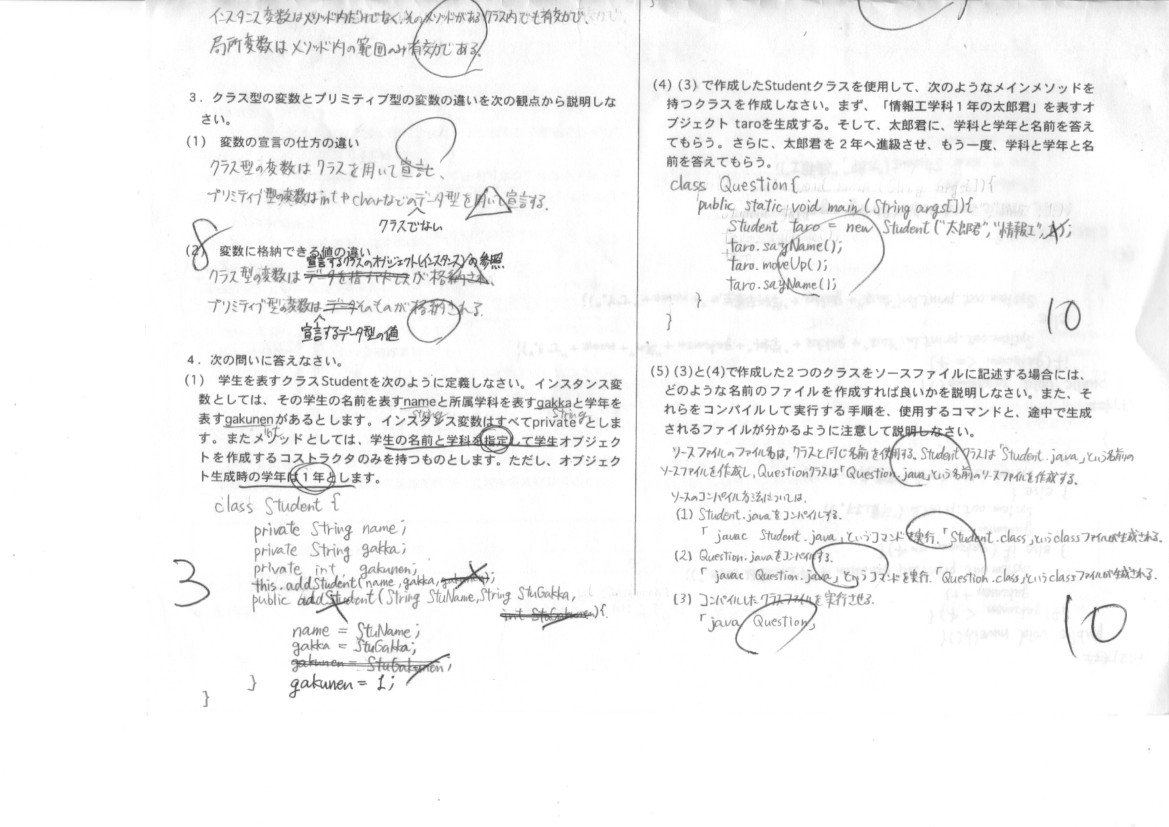 インスタンス変数はメソッド内だけでなく、そのメソッドがあるクラス内でも有効で、
局所変数はメソッド内の範囲のみ有効である。
3．クラス型の変数とプリミティブ型の変数の違いを次の観点から説明しなさい。
(1) 変数の宣言の仕方の違い
クラス型の変数はクラスを用いて宣言し、
プリミティブ型の変数はintやcharなどのデータ型を用いて宣言する。
クラスでない
8
(2) 変数に格納できる値の違い
宣言するクラスのオブジェクト(インスタンス)の参照
クラス型の変数は が格納され、
プリミティブ型の変数は そのものが格納される。
宣言するデータ型の値
4．次の問いに答えなさい。
(1) 学生を表すクラスStudentを次のように定義しなさい。インスタンス変
数としては、その学生の名前を表すnameと所属学科を表すgakkaと学年を
表すgakunenがあるとします。インスタンス変数はすべてprivateとしま
String String
す。またメソッドとしては、学生の名前と学科を指定して学生オブジェク
int
トを作成するコストラクタのみを持つものとします。ただし、オブジェク
ト生成時の学年は1年とします。
class Student {
private String name;
private String gakka;
private int gakunen;
this.addStudent(name,gakka,gakunen);
3
public addStudent(String StuName,String StuGakka,
int StuGakunen){
name = StuName;
gakka = StuGakka;
gakunen = StuGakunen;
} gakunen = 1;
}
(4) (3) で作成したStudentクラスを使用して、次のようなメインメソッドを
持つクラスを作成しなさい。まず、「情報工学科１年の太郎君」を表すオ
ブジェクト taroを生成する。そして、太郎君に、学科と学年と名前を答え
てもらう。さらに、太郎君を２年へ進級させ、もう一度、学科と学年と名
前を答えてもらう。
class Question{
public static void main(String args[]){
Student taro = new Student("太郎君","情報工",1);
taro.sayName();
taro.moveUp();
taro.sayName();
}
}
10
(5) (3)と(4)で作成した２つのクラスをソースファイルに記述する場合には、
どのような名前のファイルを作成すれば良いかを説明しなさい。また、そ
れらをコンパイルして実行する手順を、使用するコマンドと、途中で生成
されるファイルが分かるように注意して説明しなさい。
ソースファイルのファイル名は、クラスと同じ名前を使用する。Studentクラスは「Student.java」という名前の
ソースファイルを作成し、Questionクラスは「Question.java」という名前のソースファイルを作成する。
ソースのコンパイル方法については、
(1) Student.javaをコンパイルする。
「javac Student.java」というコマンドを実行、「Student.class」というclassファイルが生成される。
(2) Question.javaをコンパイルする。
「javac Question.java」というコマンドを実行、「Question.class」というclassファイルが生成される。
(3) コンパイルしたクラスファイルを実行させる。
「java Question」
10